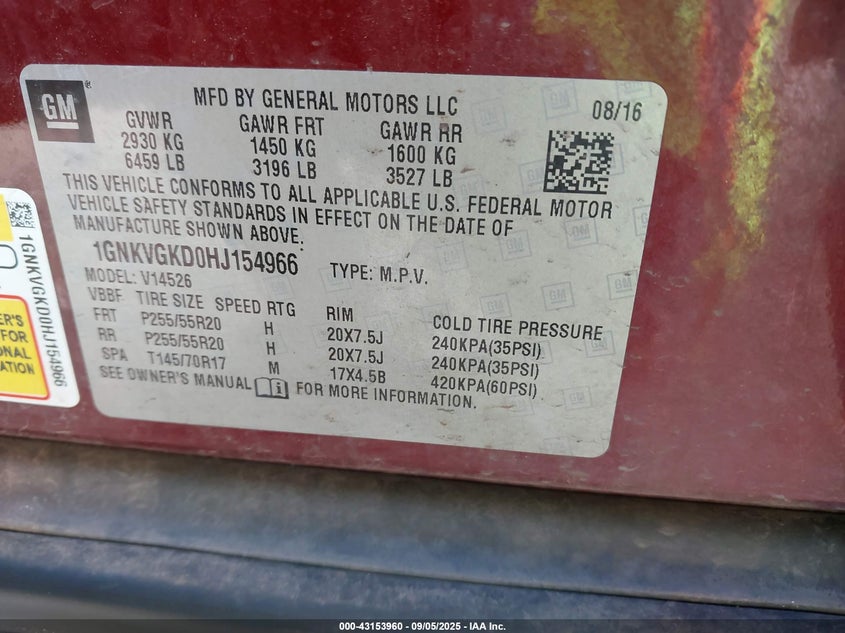 GM
MFD BY GENERAL MOTORS LLC
08/16
GVWR GAWR FRT GAWR RR
2930 KG 1450 KG 1600 KG
6459 LB 3196 LB 3527 LB
THIS VEHICLE CONFORMS TO ALL APPLICABLE U.S. FEDERAL MOTOR
VEHICLE SAFETY STANDARDS IN EFFECT ON THE DATE OF
MANUFACTURE SHOWN ABOVE.
1GNKVGKD0HJ154966 TYPE: M.P.V.
MODEL: V14526
VBBF TIRE SIZE SPEED RTG RIM COLD TIRE PRESSURE
FRT P255/55R20 H 20X7.5J 240KPA(35PSI)
RR P255/55R20 H 20X7.5J 240KPA(35PSI)
SPA T145/70R17 M 17X4.5B 420KPA(60PSI)
SEE OWNER'S MANUAL FOR MORE INFORMATION.
1GNKVGKD0HJ154966
ER'S
FOR
ONAL
ATION
000-43153960 - 09/05/2025 - IAA Inc.